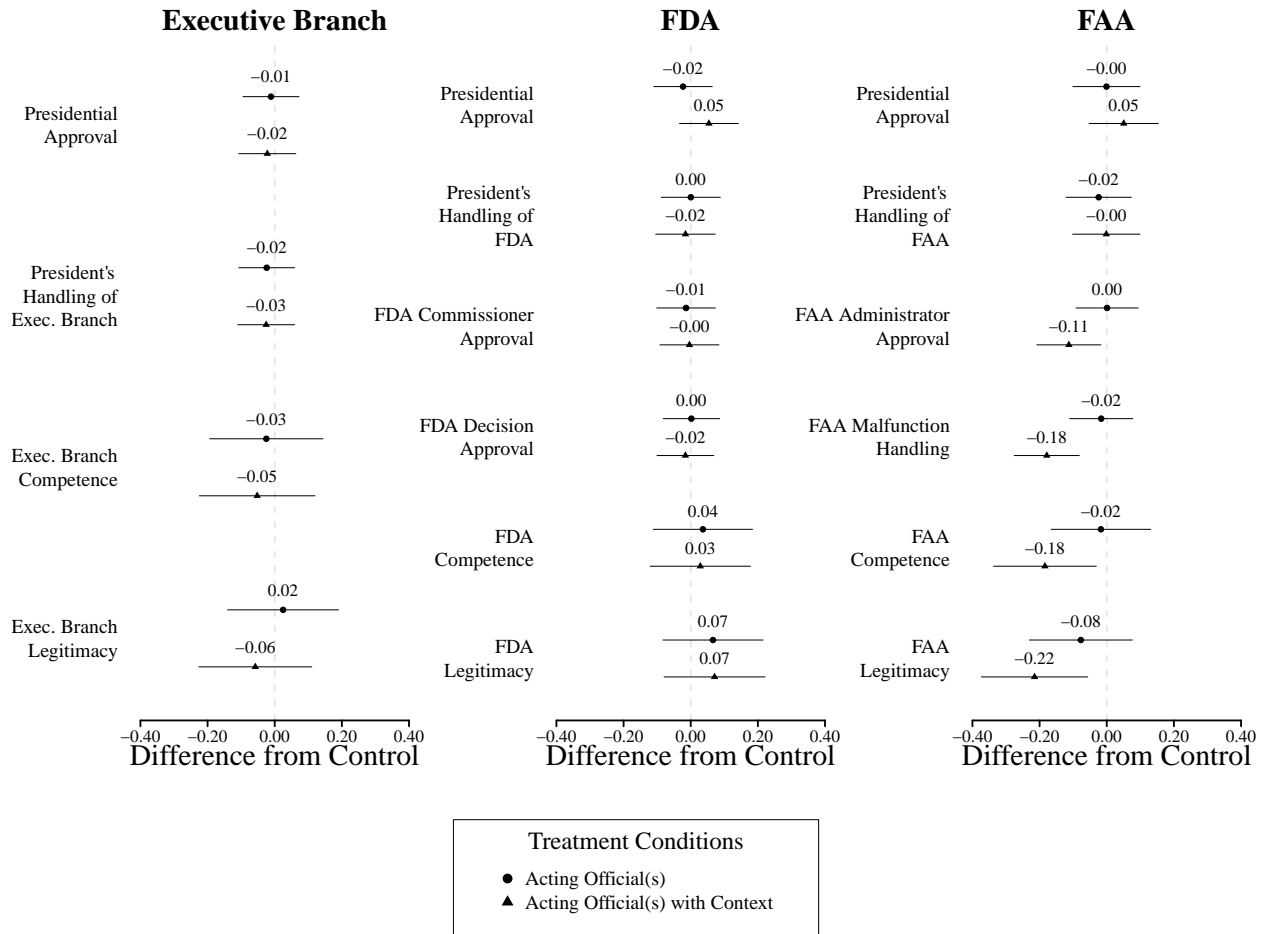 Executive Branch
Presidential
Approval
−0.01
−0.02
President's
Handling of
Exec. Branch
−0.02
−0.03
Exec. Branch
Competence
−0.03
−0.05
Exec. Branch
Legitimacy
0.02
−0.06
−0.40 −0.20 0.00 0.20 0.40
Difference from Control
FDA
Presidential
Approval
−0.02
0.05
President's
Handling of
FDA
0.00
−0.02
FDA Commissioner
Approval
−0.01
−0.00
FDA Decision
Approval
0.00
−0.02
FDA
Competence
0.04
0.03
FDA
Legitimacy
0.07
0.07
−0.40 −0.20 0.00 0.20 0.40
Difference from Control
FAA
Presidential
Approval
−0.00
0.05
President's
Handling of
FAA
−0.02
−0.00
FAA Administrator
Approval
0.00
−0.11
FAA Malfunction
Handling
−0.02
−0.18
FAA
Competence
−0.02
−0.18
FAA
Legitimacy
−0.08
−0.22
−0.40 −0.20 0.00 0.20 0.40
Difference from Control
Treatment Conditions
Acting Official(s)
Acting Official(s) with Context